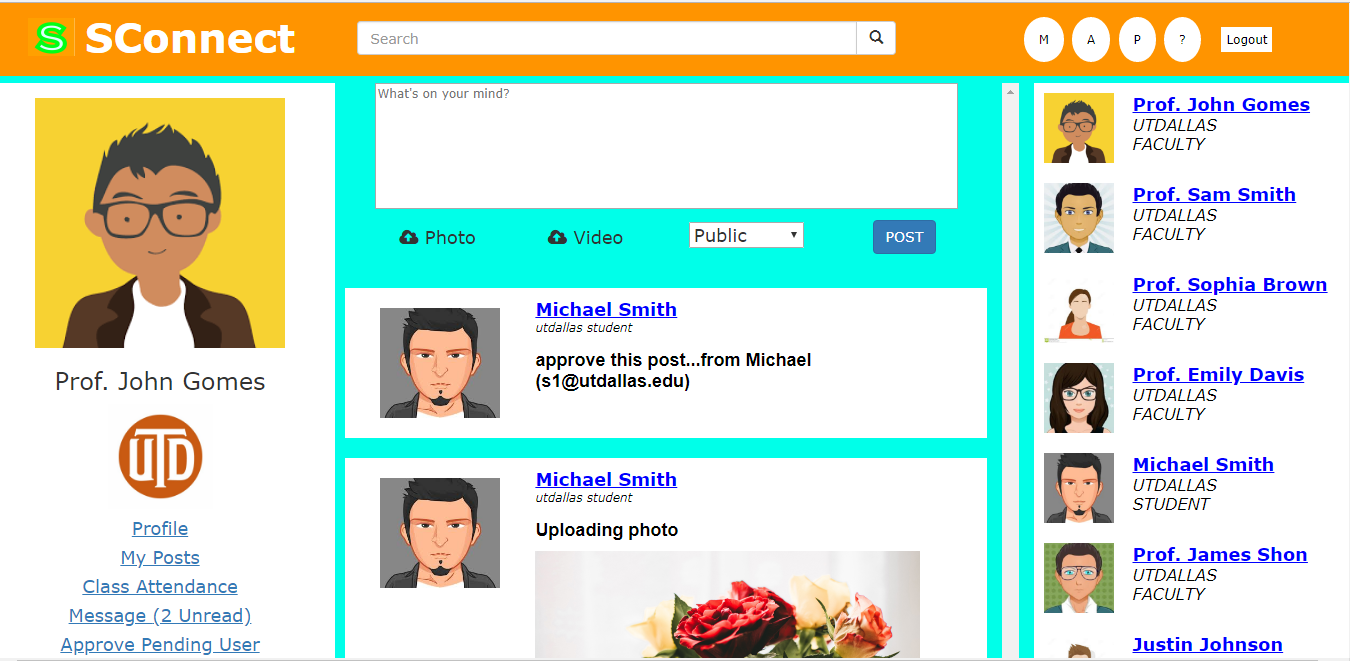 S SConnect
Search
M A P ? Logout
Prof. John Gomes
UTD
Profile
My Posts
Class Attendance
Message (2 Unread)
Approve Pending User
What's on your mind?
Photo Video Public POST
Michael Smith
utdallas student
approve this post...from Michael
(s1@utdallas.edu)
Michael Smith
utdallas student
Uploading photo
Prof. John Gomes
UTDALLAS
FACULTY
Prof. Sam Smith
UTDALLAS
FACULTY
Prof. Sophia Brown
UTDALLAS
FACULTY
Prof. Emily Davis
UTDALLAS
FACULTY
Michael Smith
UTDALLAS
STUDENT
Prof. James Shon
UTDALLAS
FACULTY
Justin Johnson